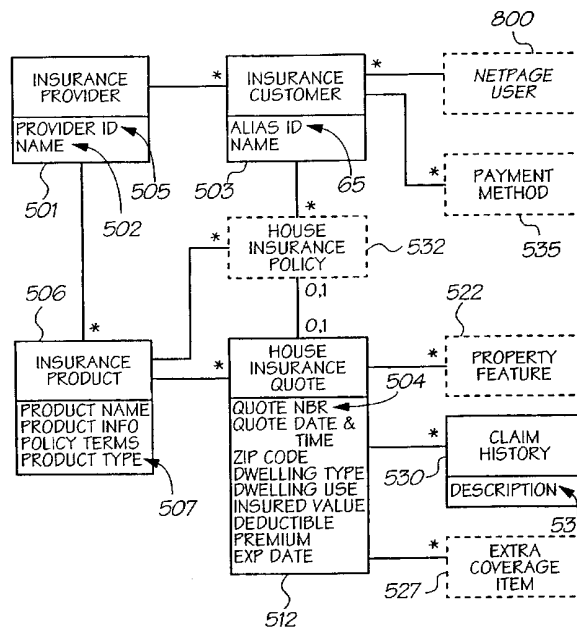 800
INSURANCE
PROVIDER
*
INSURANCE
CUSTOMER
*
NETPAGE
USER
PROVIDER ID
NAME
ALIAS ID
NAME
501
502
505
503
65
*
PAYMENT
METHOD
535
*
HOUSE
INSURANCE
POLICY
532
*
506
*
0,1
0,1
522
INSURANCE
PRODUCT
*
HOUSE
INSURANCE
QUOTE
*
PROPERTY
FEATURE
PRODUCT NAME
PRODUCT INFO
POLICY TERMS
PRODUCT TYPE
507
504
QUOTE NBR
QUOTE DATE &
TIME
ZIP CODE
DWELLING TYPE
DWELLING USE
INSURED VALUE
DEDUCTIBLE
PREMIUM
EXP DATE
512
*
530
CLAIM
HISTORY
DESCRIPTION
*
527
EXTRA
COVERAGE
ITEM